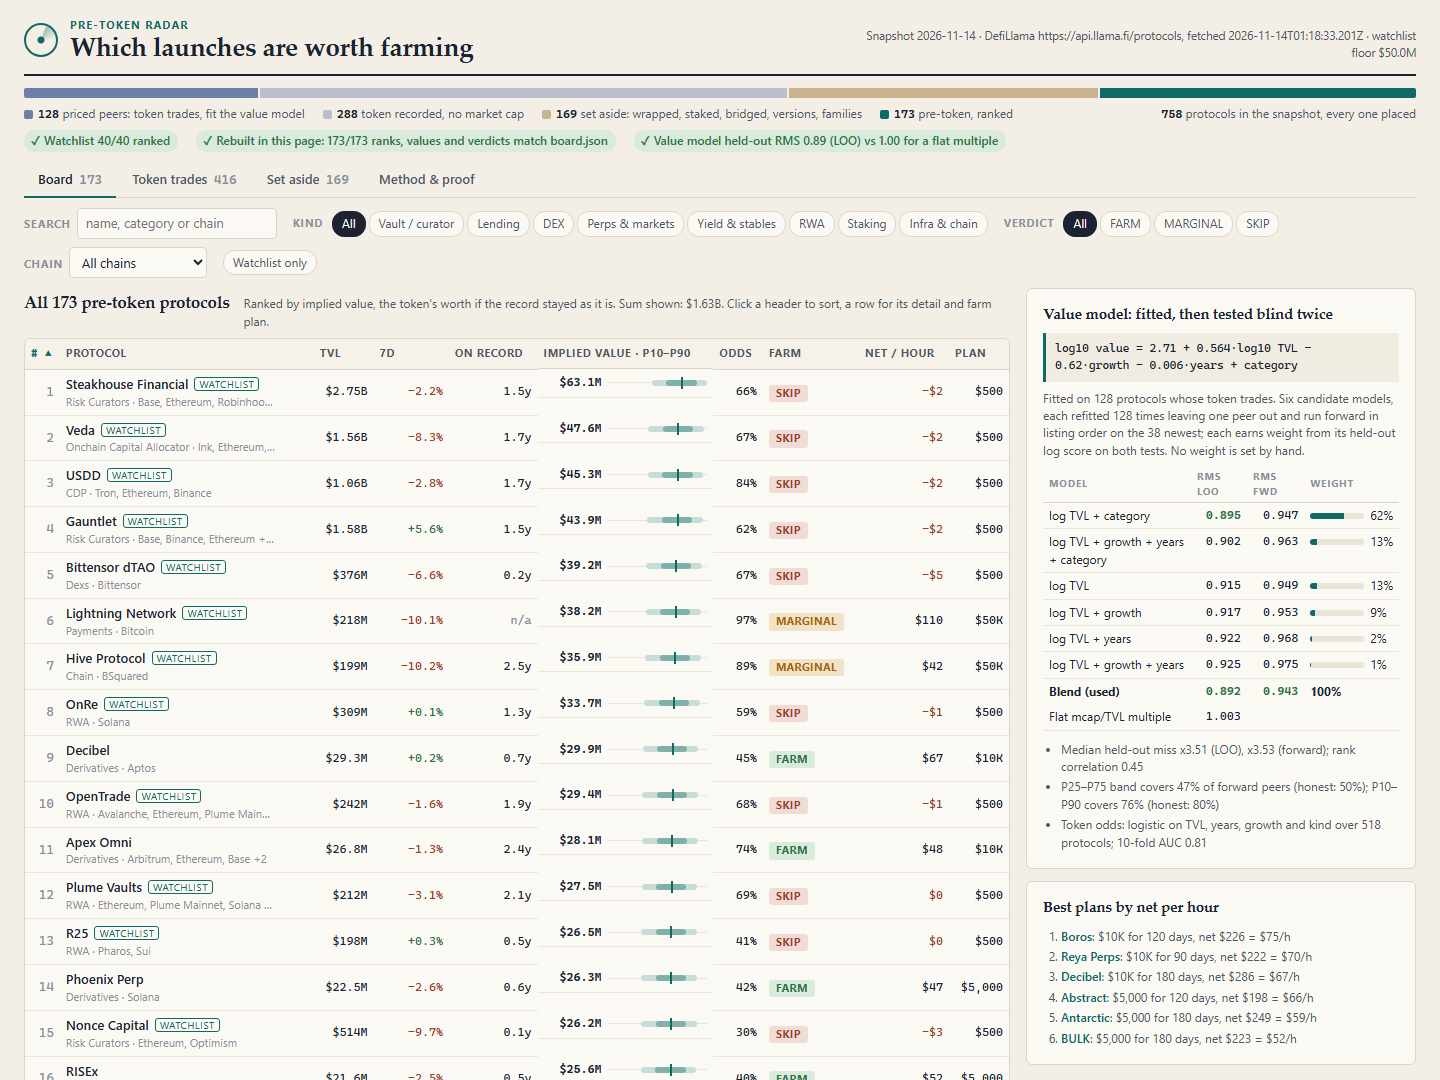 PRE-TOKEN RADAR
Which launches are worth farming
Snapshot 2026-11-14 · DefiLlama https://api.llama.fi/protocols, fetched 2026-11-14T01:18:33.201Z · watchlist
floor $50.0M
128 priced peers: token trades, fit the value model
288 token recorded, no market cap
169 set aside: wrapped, staked, bridged, versions, families
173 pre-token, ranked
758 protocols in the snapshot, every one placed
✓ Watchlist 40/40 ranked
✓ Rebuilt in this page: 173/173 ranks, values and verdicts match board.json
✓ Value model held-out RMS 0.89 (LOO) vs 1.00 for a flat multiple
Board 173
Token trades 416
Set aside 169
Method & proof
SEARCH name, category or chain
KIND All Vault / curator Lending DEX Perps & markets Yield & stables RWA Staking Infra & chain
VERDICT All FARM MARGINAL SKIP
CHAIN All chains
Watchlist only
All 173 pre-token protocols
Ranked by implied value, the token's worth if the record stayed as it is. Sum shown: $1.63B. Click a header to sort, a row for its detail and farm
plan.
# ▲ PROTOCOL TVL 7D ON RECORD IMPLIED VALUE · P10–P90 ODDS FARM NET / HOUR PLAN
1 Steakhouse Financial WATCHLIST $2.75B −2.2% 1.5y $63.1M 66% SKIP −$2 $500
Risk Curators · Base, Ethereum, Robinhoo...
2 Veda WATCHLIST $1.56B −8.3% 1.7y $47.6M 67% SKIP −$2 $500
Onchain Capital Allocator · Ink, Ethereum,...
3 USDD WATCHLIST $1.06B −2.8% 1.7y $45.3M 84% SKIP −$2 $500
CDP · Tron, Ethereum, Binance
4 Gauntlet WATCHLIST $1.58B +5.6% 1.5y $43.9M 62% SKIP −$2 $500
Risk Curators · Base, Binance, Ethereum +...
5 Bittensor dTAO WATCHLIST $376M −6.6% 0.2y $39.2M 67% SKIP −$5 $500
Dexs · Bittensor
6 Lightning Network WATCHLIST $218M −10.1% n/a $38.2M 97% MARGINAL $110 $50K
Payments · Bitcoin
7 Hive Protocol WATCHLIST $199M −10.2% 2.5y $35.9M 89% MARGINAL $42 $50K
Chain · BSquared
8 OnRe WATCHLIST $309M +0.1% 1.3y $33.7M 59% SKIP −$1 $500
RWA · Solana
9 Decibel $29.3M +0.2% 0.7y $29.9M 45% FARM $67 $10K
Derivatives · Aptos
10 OpenTrade WATCHLIST $242M −1.6% 1.9y $29.4M 68% SKIP −$1 $500
RWA · Avalanche, Ethereum, Plume Main...
11 Apex Omni $26.8M −1.3% 2.4y $28.1M 74% FARM $48 $10K
Derivatives · Arbitrum, Ethereum, Base +2
12 Plume Vaults WATCHLIST $212M −3.1% 2.1y $27.5M 69% SKIP $0 $500
RWA · Ethereum, Plume Mainnet, Solana ...
13 R25 WATCHLIST $198M +0.3% 0.5y $26.5M 41% SKIP $0 $500
RWA · Pharos, Sui
14 Phoenix Perp $22.5M −2.6% 0.6y $26.3M 42% FARM $47 $5,000
Derivatives · Solana
15 Nonce Capital WATCHLIST $514M −9.7% 0.1y $26.2M 30% SKIP −$3 $500
Risk Curators · Ethereum, Optimism
16 RISEx $21.6M −2.5% 0.5y $25.6M 40% FARM $52 $5,000
Value model: fitted, then tested blind twice
log10 value = 2.71 + 0.564·log10 TVL −
0.62·growth − 0.006·years + category
Fitted on 128 protocols whose token trades. Six candidate models,
each refitted 128 times leaving one peer out and run forward in
listing order on the 38 newest; each earns weight from its held-out
log score on both tests. No weight is set by hand.
MODEL RMS LOO RMS FWD WEIGHT
log TVL + category 0.895 0.947 62%
log TVL + growth + years
+ category 0.902 0.963 13%
log TVL 0.915 0.949 13%
log TVL + growth 0.917 0.953 9%
log TVL + years 0.922 0.968 2%
log TVL + growth + years 0.925 0.975 1%
Blend (used) 0.892 0.943 100%
Flat mcap/TVL multiple 1.003
• Median held-out miss x3.51 (LOO), x3.53 (forward); rank
correlation 0.45
• P25–P75 band covers 47% of forward peers (honest: 50%); P10–
P90 covers 76% (honest: 80%)
• Token odds: logistic on TVL, years, growth and kind over 518
protocols; 10-fold AUC 0.81
Best plans by net per hour
1. Boros: $10K for 120 days, net $226 = $75/h
2. Reya Perps: $10K for 90 days, net $222 = $70/h
3. Decibel: $10K for 180 days, net $286 = $67/h
4. Abstract: $5,000 for 120 days, net $198 = $66/h
5. Antarctic: $5,000 for 180 days, net $249 = $59/h
6. BULK: $5,000 for 180 days, net $223 = $52/h